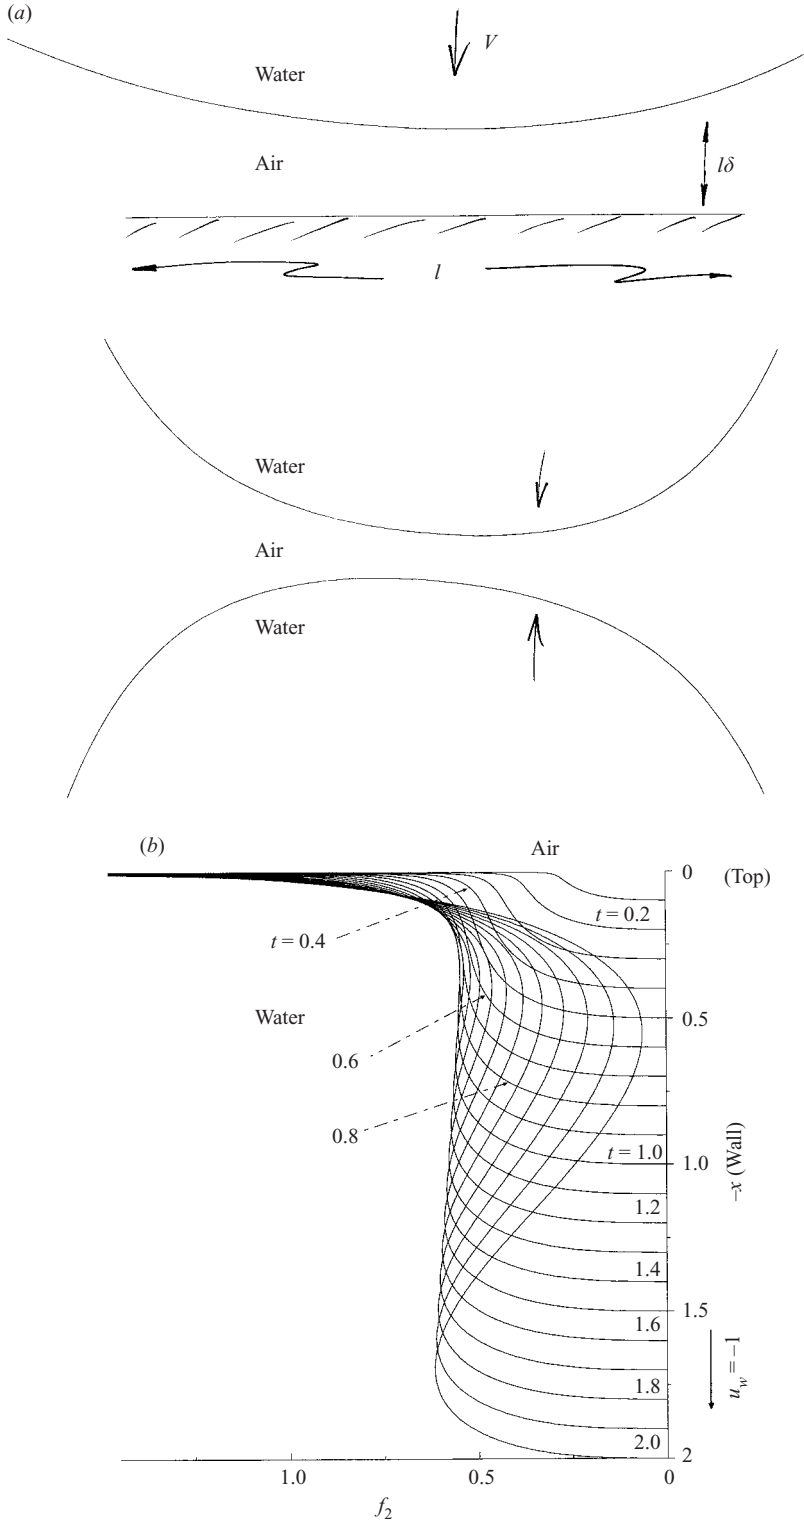 (a)
V
Water
Air
lδ
l
Water
Air
Water
(b)
Air
0
(Top)
t = 0.2
t = 0.4
Water
0.5
0.6
0.8
t = 1.0
1.0
–x (Wall)
1.2
1.4
1.5
1.6
u_w = –1
1.8
2.0
2
1.0
0.5
0
f₂